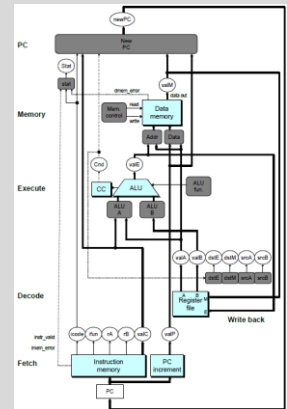 newPC
PC
New
PC
Stat
stat
valM
data out
dmem_error
read
write
Mem.
control
Data
memory
Memory
Addr
Data
valE
Cnd
Execute
CC
ALU
ALU
fun.
ALU
A
ALU
B
valA
valB
dstE
dstM
srcA
srcB
dstE
dstM
srcA
srcB
Decode
A
B
M
E
Register
file
Write back
icode
ifun
rA
rB
valC
valP
instr_valid
imem_error
Fetch
Instruction
memory
PC
increment
PC